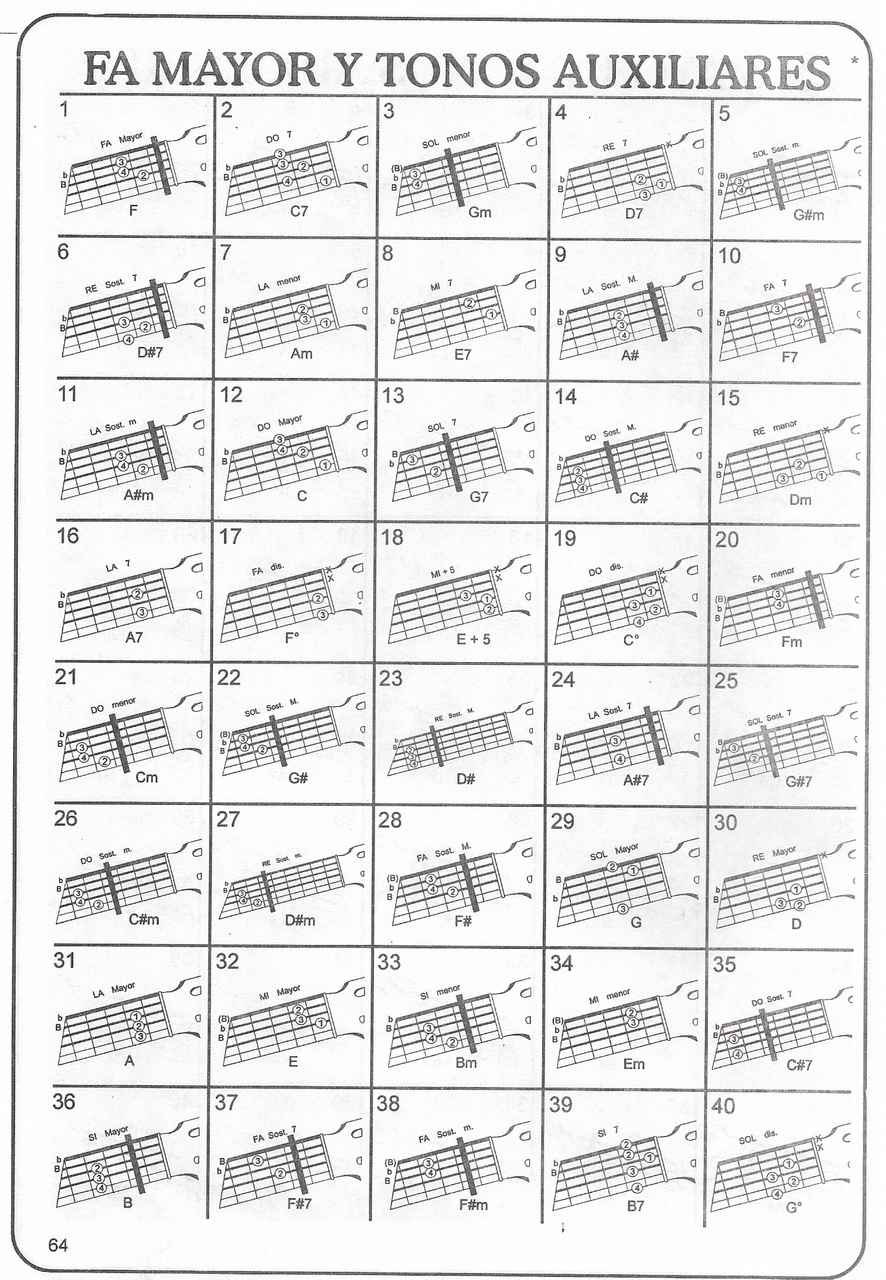 FA MAYOR Y TONOS AUXILIARES *
1 2 3 4 5
FA Mayor DO 7 SOL menor RE 7 SOL Sost. m.
F C7 Gm D7 G#m
6 7 8 9 10
RE Sost. 7 LA menor MI 7 LA Sost. M. FA 7
D#7 Am E7 A# F7
11 12 13 14 15
LA Sost. m DO Mayor SOL 7 DO Sost. M. RE menor
A#m C G7 C# Dm
16 17 18 19 20
LA 7 FA dis. MI + 5 DO dis. FA menor
A7 F° E + 5 C° Fm
21 22 23 24 25
DO menor SOL Sost. M. RE Sost. M. LA Sost. 7 SOL Sost. 7
Cm G# D# A#7 G#7
26 27 28 29 30
DO Sost. m. RE Sost. m. FA Sost. M. SOL Mayor RE Mayor
C#m D#m F# G D
31 32 33 34 35
LA Mayor MI Mayor SI menor MI menor DO Sost. 7
A E Bm Em C#7
36 37 38 39 40
SI Mayor FA Sost. 7 FA Sost. m. SI 7 SOL dis.
B F#7 F#m B7 G°
64